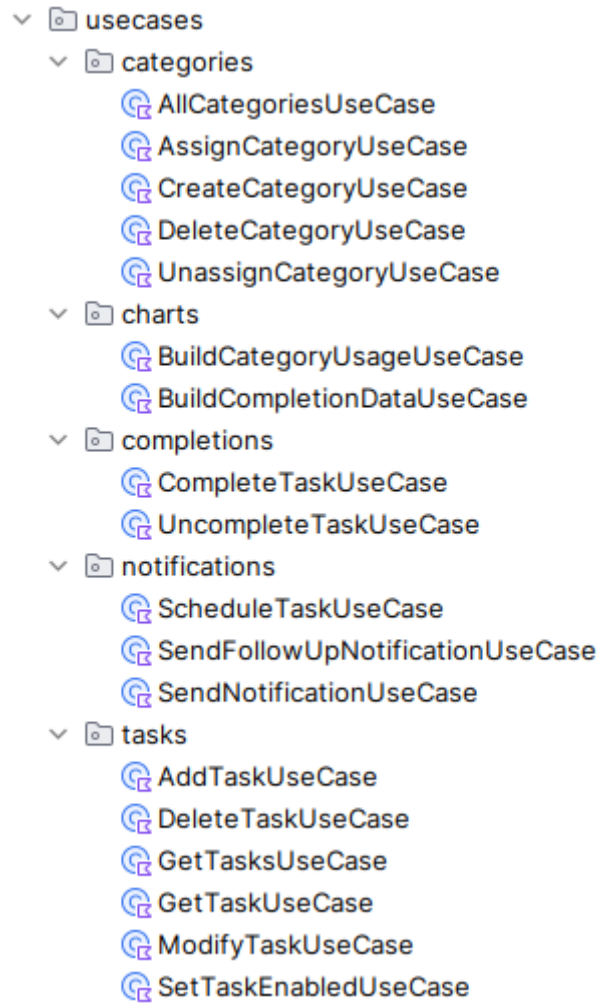 usecases
categories
AllCategoriesUseCase
AssignCategoryUseCase
CreateCategoryUseCase
DeleteCategoryUseCase
UnassignCategoryUseCase
charts
BuildCategoryUsageUseCase
BuildCompletionDataUseCase
completions
CompleteTaskUseCase
UncompleteTaskUseCase
notifications
ScheduleTaskUseCase
SendFollowUpNotificationUseCase
SendNotificationUseCase
tasks
AddTaskUseCase
DeleteTaskUseCase
GetTasksUseCase
GetTaskUseCase
ModifyTaskUseCase
SetTaskEnabledUseCase